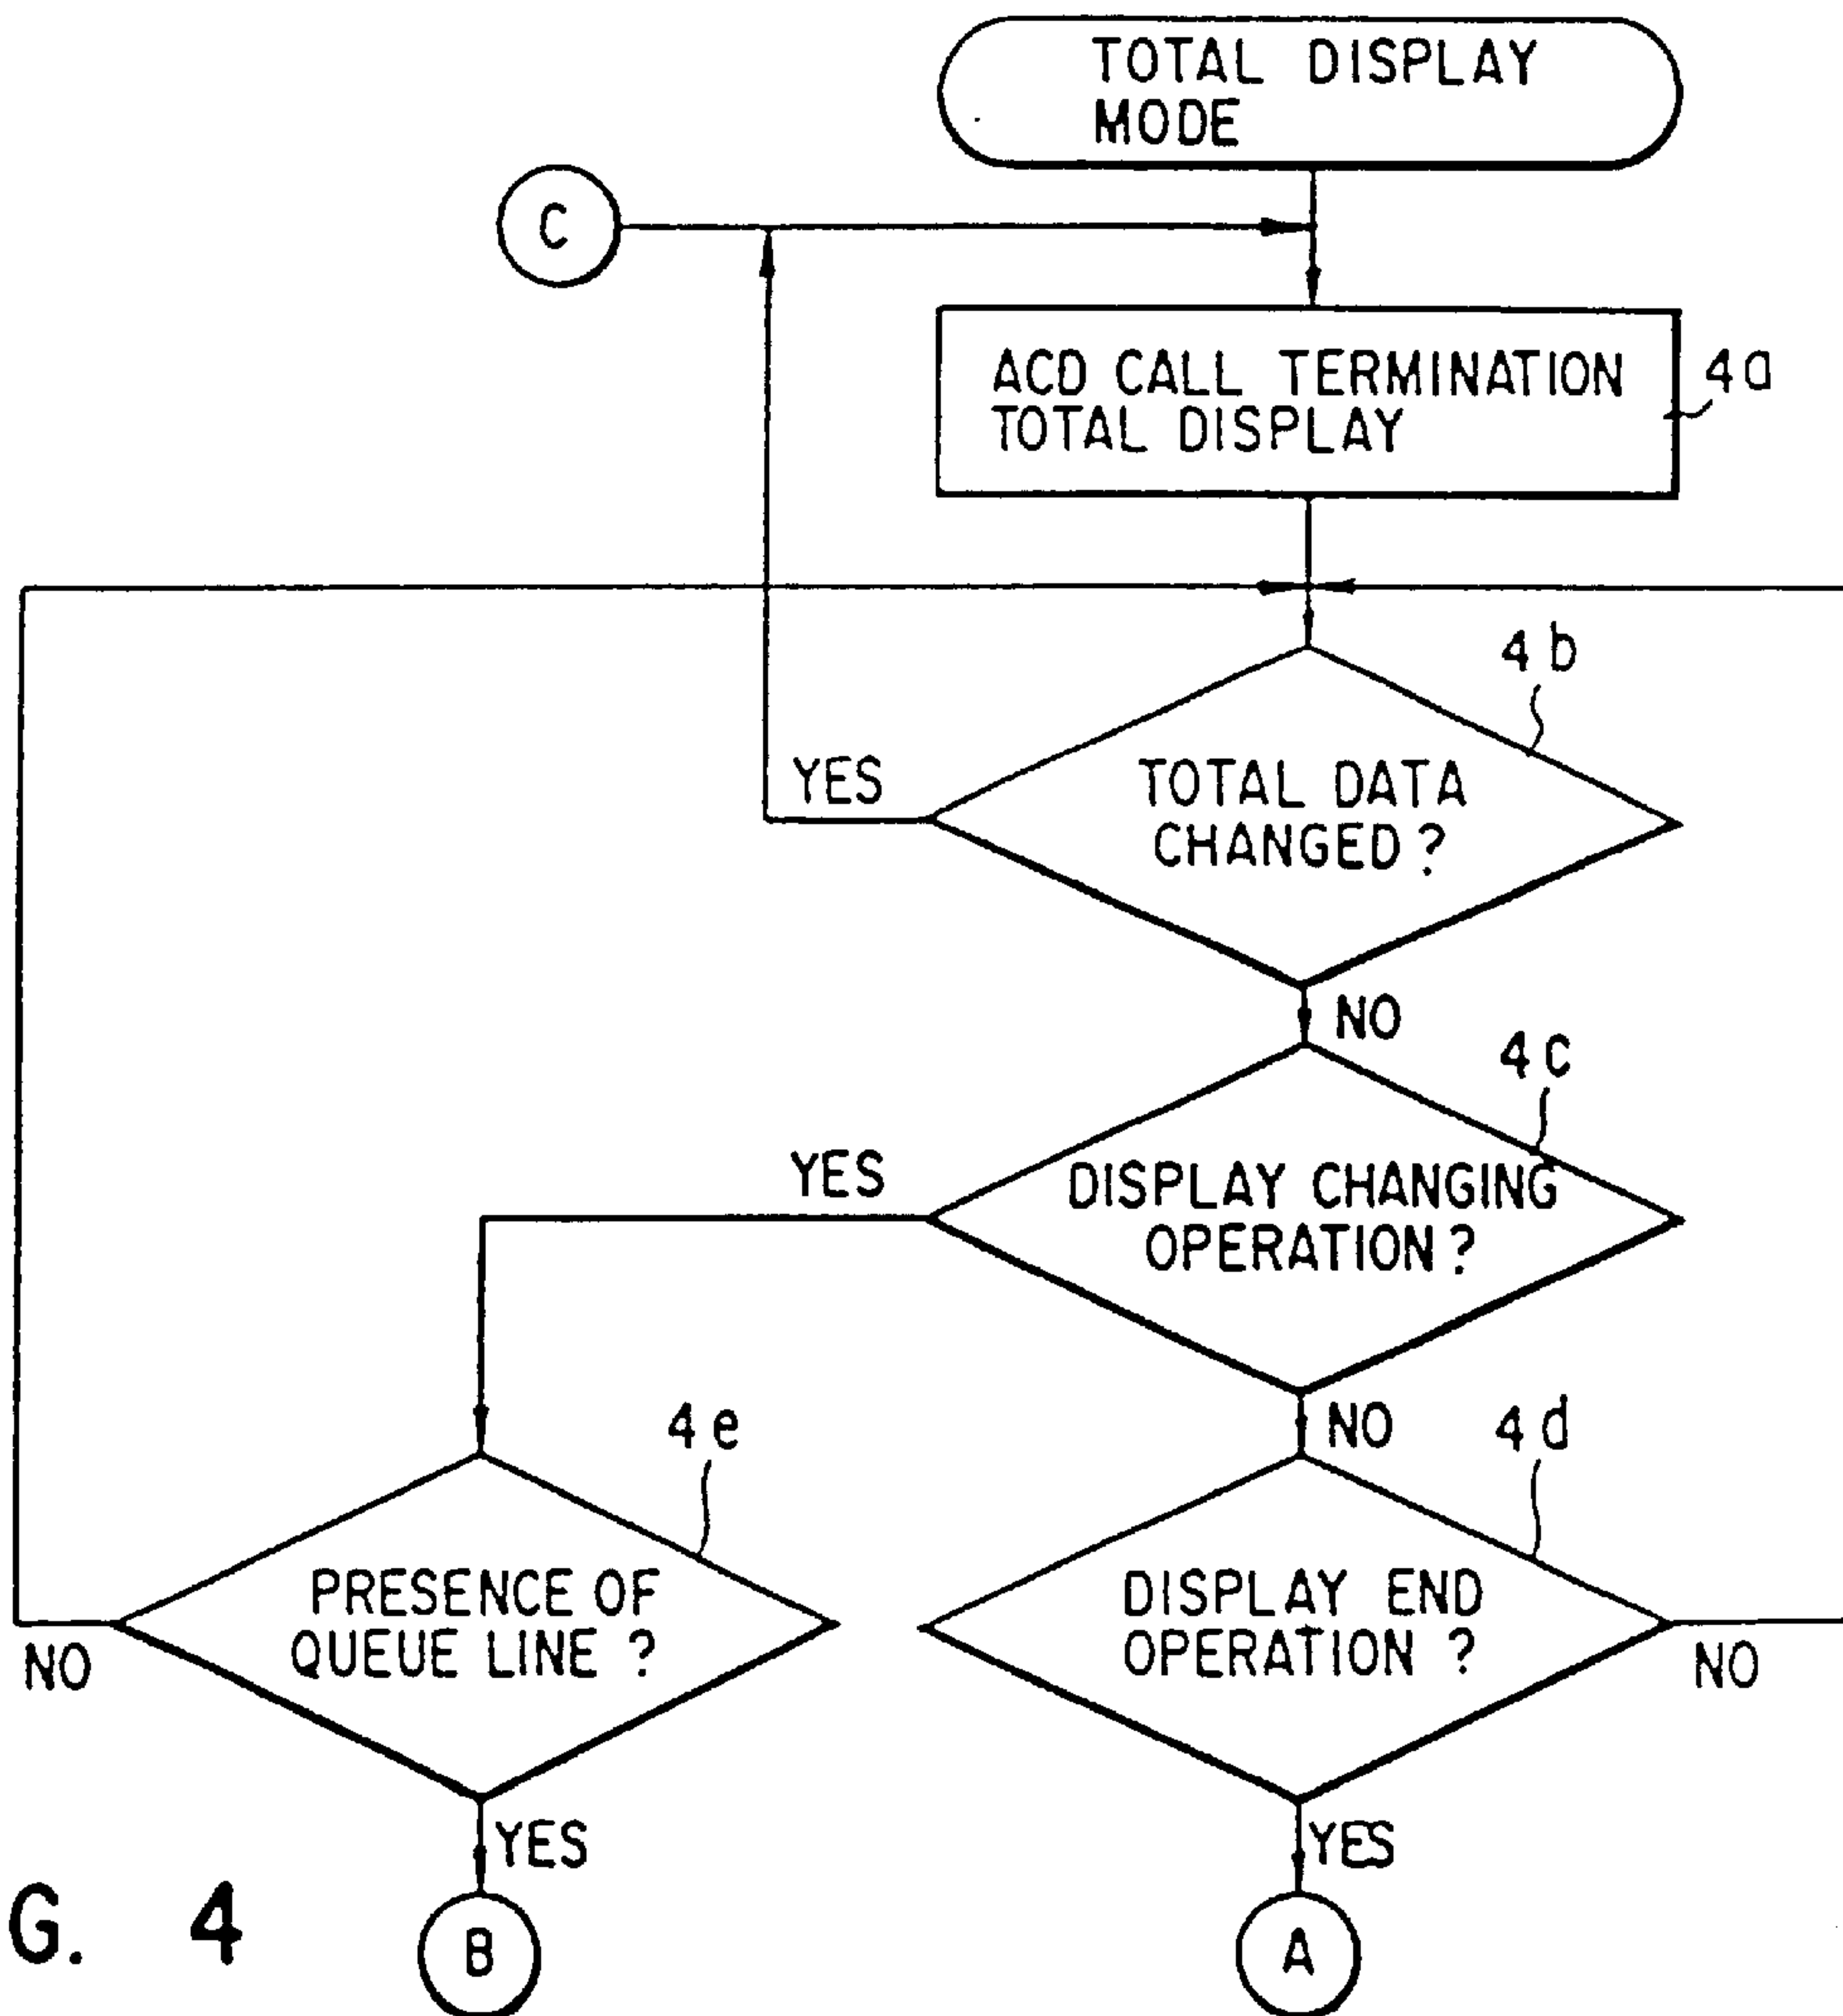 TOTAL DISPLAY
MODE
C
ACD CALL TERMINATION
TOTAL DISPLAY
4a
4b
YES
TOTAL DATA
CHANGED?
NO
4c
YES
DISPLAY CHANGING
OPERATION?
NO
4e
4d
PRESENCE OF
QUEUE LINE ?
DISPLAY END
OPERATION ?
NO
NO
YES
YES
G. 4
B
A